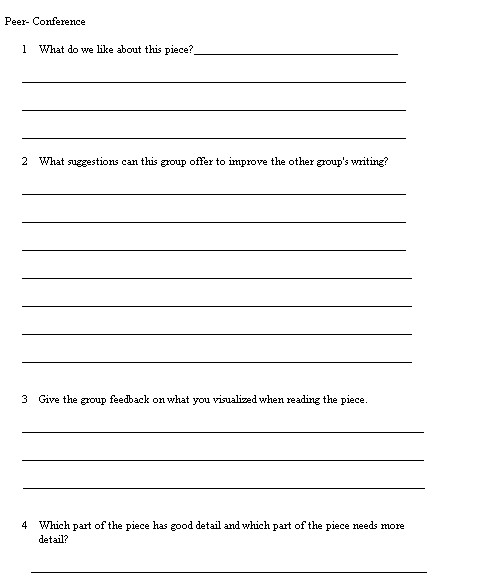 Peer- Conference
1 What do we like about this piece?
2 What suggestions can this group offer to improve the other group's writing?
3 Give the group feedback on what you visualized when reading the piece.
4 Which part of the piece has good detail and which part of the piece needs more
detail?